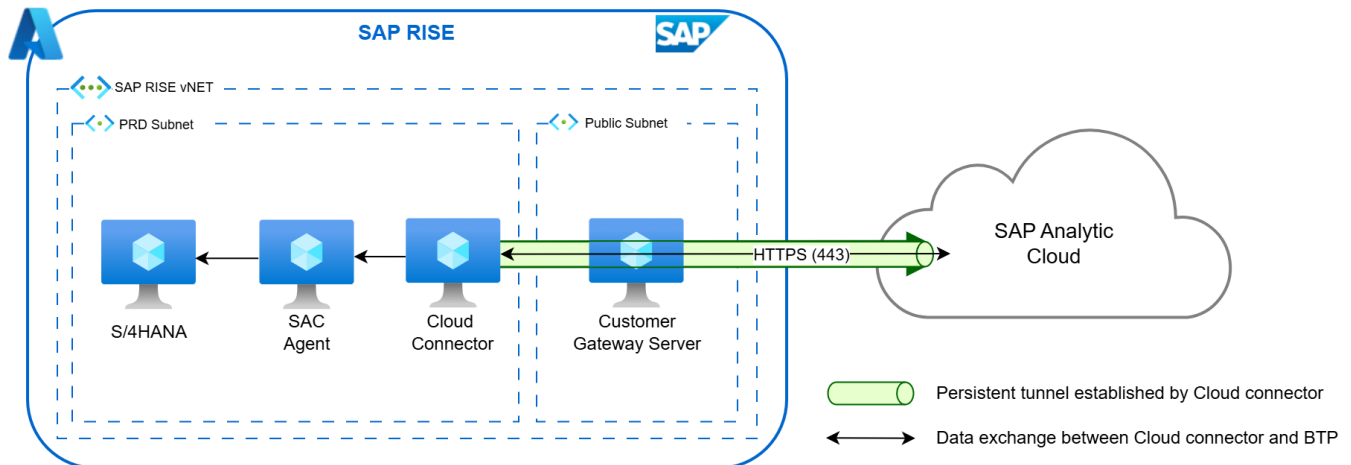 SAP RISE
SAP
SAP RISE vNET
PRD Subnet
Public Subnet
S/4HANA
SAC
Agent
Cloud
Connector
Customer
Gateway Server
HTTPS (443)
SAP Analytic
Cloud
Persistent tunnel established by Cloud connector
Data exchange between Cloud connector and BTP